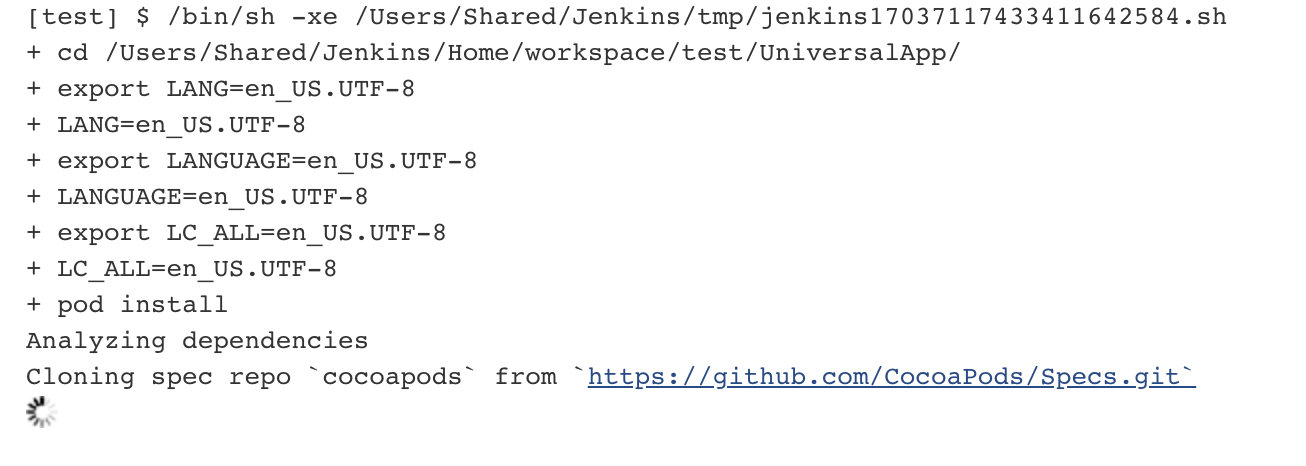 [test] $ /bin/sh -xe /Users/Shared/Jenkins/tmp/jenkins17037117433411642584.sh
+ cd /Users/Shared/Jenkins/Home/workspace/test/UniversalApp/
+ export LANG=en_US.UTF-8
+ LANG=en_US.UTF-8
+ export LANGUAGE=en_US.UTF-8
+ LANGUAGE=en_US.UTF-8
+ export LC_ALL=en_US.UTF-8
+ LC_ALL=en_US.UTF-8
+ pod install
Analyzing dependencies
Cloning spec repo `cocoapods` from `https://github.com/CocoaPods/Specs.git`